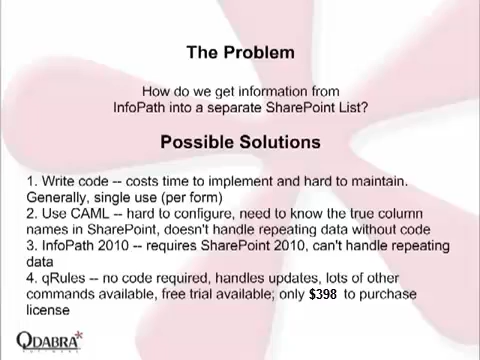 The Problem
How do we get information from
InfoPath into a separate SharePoint List?
Possible Solutions
1. Write code -- costs time to implement and hard to maintain.
Generally, single use (per form)
2. Use CAML -- hard to configure, need to know the true column
names in SharePoint, doesn't handle repeating data without code
3. InfoPath 2010 -- requires SharePoint 2010, can't handle repeating
data
4. qRules -- no code required, handles updates, lots of other
commands available, free trial available; only $398 to purchase
license
QDABRA